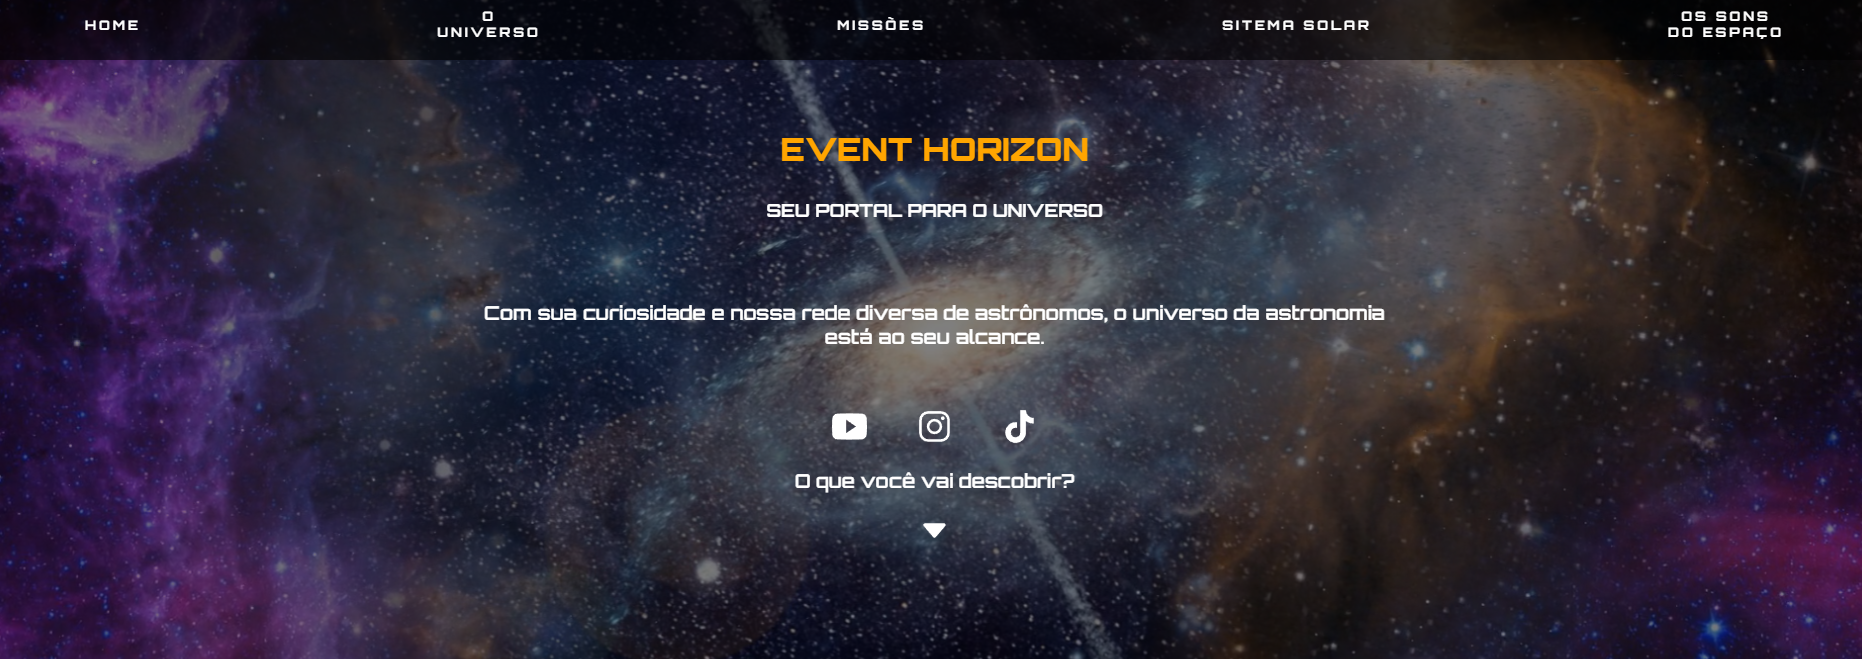 HOME
O
UNIVERSO
MISSÒES
SITEMA SOLAR
OS SONS
DO ESPAÇO
EVENT HORIZON
SEU PORTAL PARA O UNIVERSO
Com sua curiosidade e nossa rede diversa de astrônomos, o universo da astronomia
está ao seu alcance.
O que você vai descobrir?